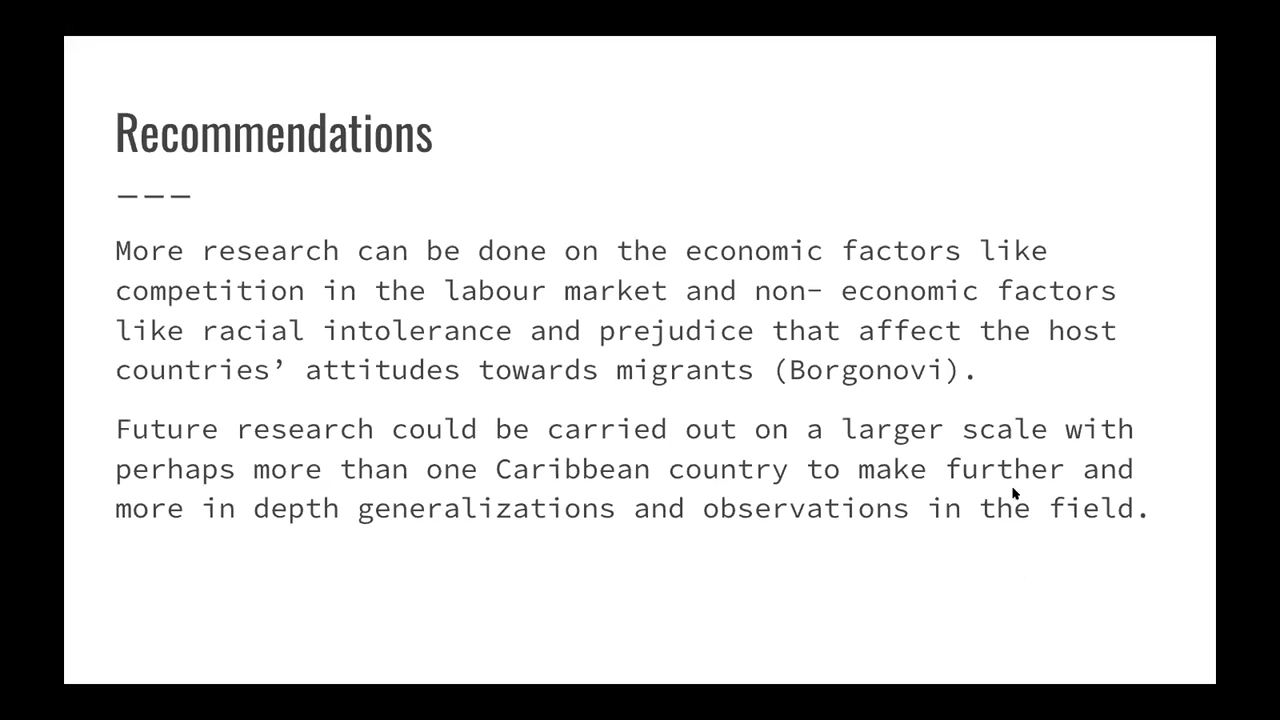 Recommendations
———
More research can be done on the economic factors like
competition in the labour market and non- economic factors
like racial intolerance and prejudice that affect the host
countries’ attitudes towards migrants (Borgonovi).
Future research could be carried out on a larger scale with
perhaps more than one Caribbean country to make further and
more in depth generalizations and observations in the field.